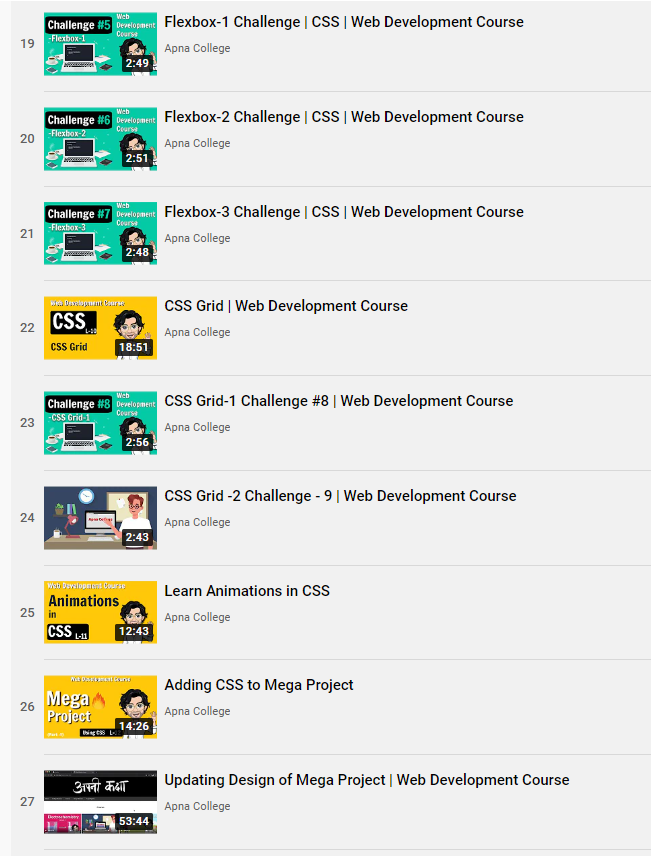 19
Challenge #5
Web
Development
Course
-Flexbox-1
2:49
Flexbox-1 Challenge | CSS | Web Development Course
Apna College
20
Challenge #6
Web
Development
Course
-Flexbox-2
2:51
Flexbox-2 Challenge | CSS | Web Development Course
Apna College
21
Challenge #7
Web
Development
Course
-Flexbox-3
2:48
Flexbox-3 Challenge | CSS | Web Development Course
Apna College
22
Web Development Course
CSS
L-10
CSS Grid
18:51
CSS Grid | Web Development Course
Apna College
23
Challenge #8
Web
Development
Course
-CSS Grid-1
2:56
CSS Grid-1 Challenge #8 | Web Development Course
Apna College
24
Apna College
2:43
CSS Grid -2 Challenge - 9 | Web Development Course
Apna College
25
Web Development Course
Animations
in
CSS L-11
12:43
Learn Animations in CSS
Apna College
26
Web Development Course
Mega
Project
Using CSS
14:26
Adding CSS to Mega Project
Apna College
27
अपनी कक्षा
53:44
Updating Design of Mega Project | Web Development Course
Apna College